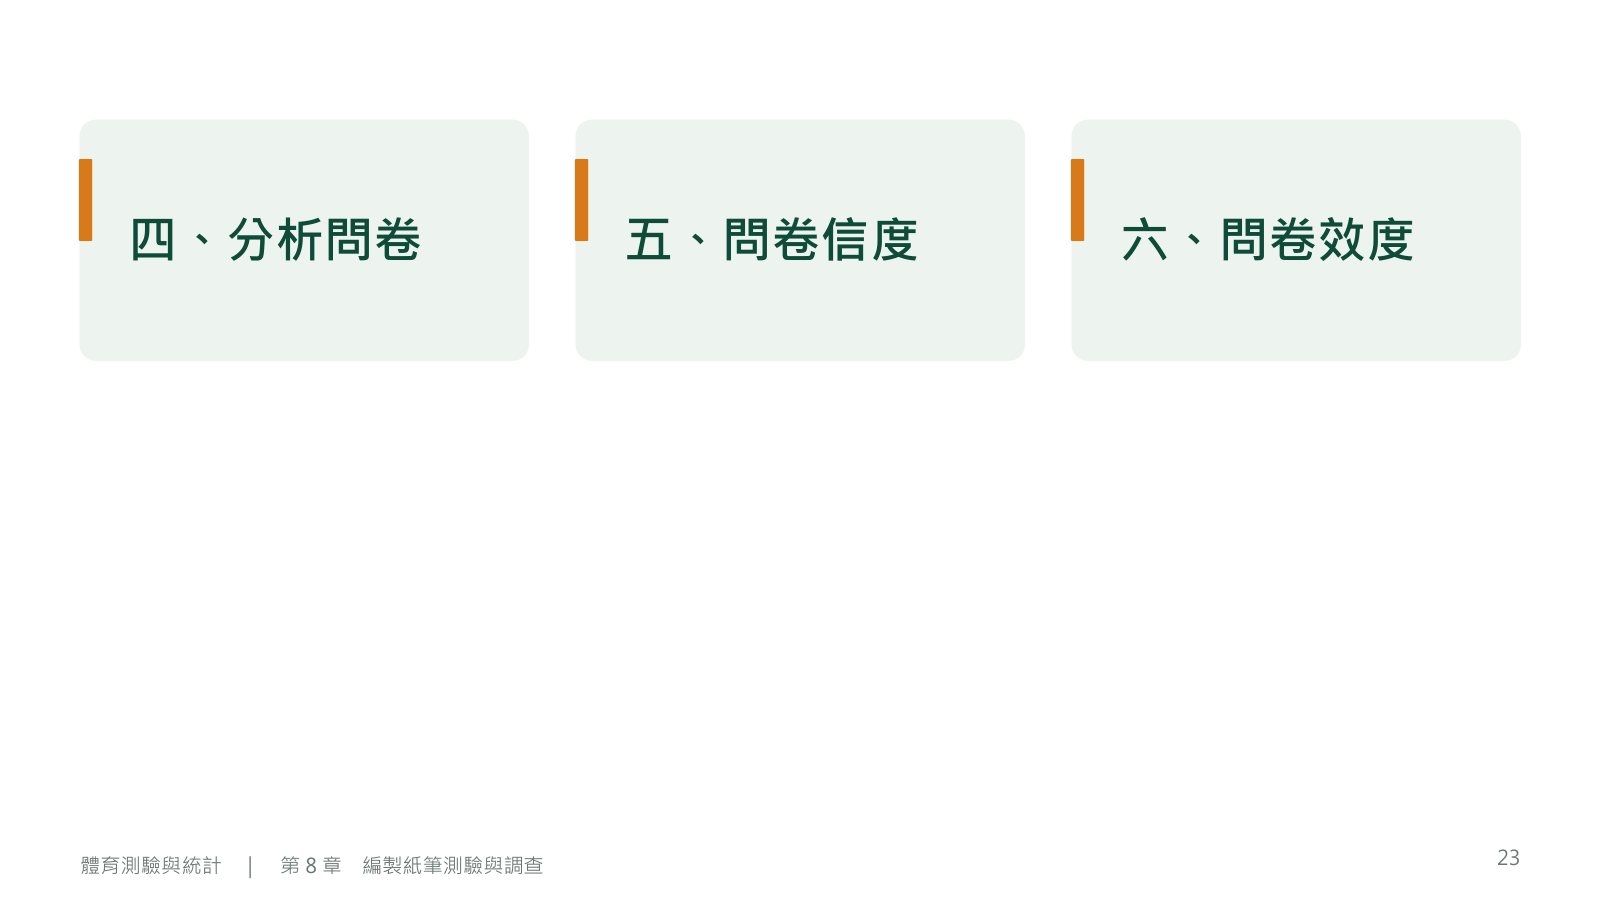 四、分析問卷
五、問卷信度
六、問卷效度
體育測驗與統計 | 第 8 章 編製紙筆測驗與調查
23